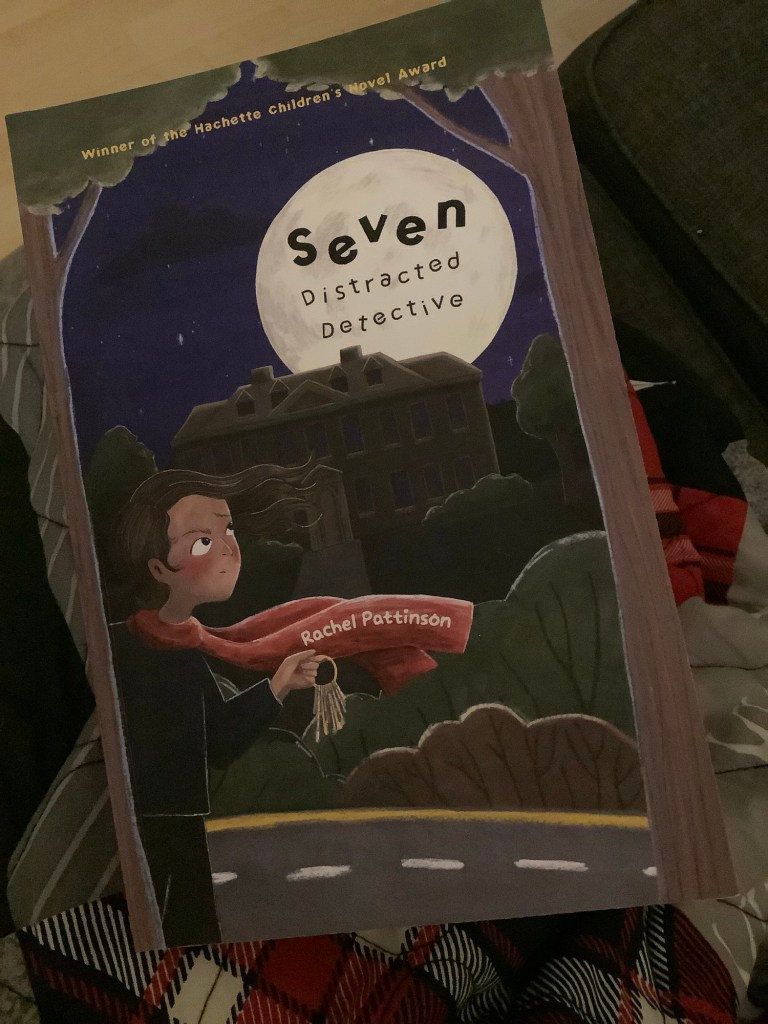 Winner of the Hachette Children's Novel Award
Seven
Distracted
Detective
Rachel Pattinson